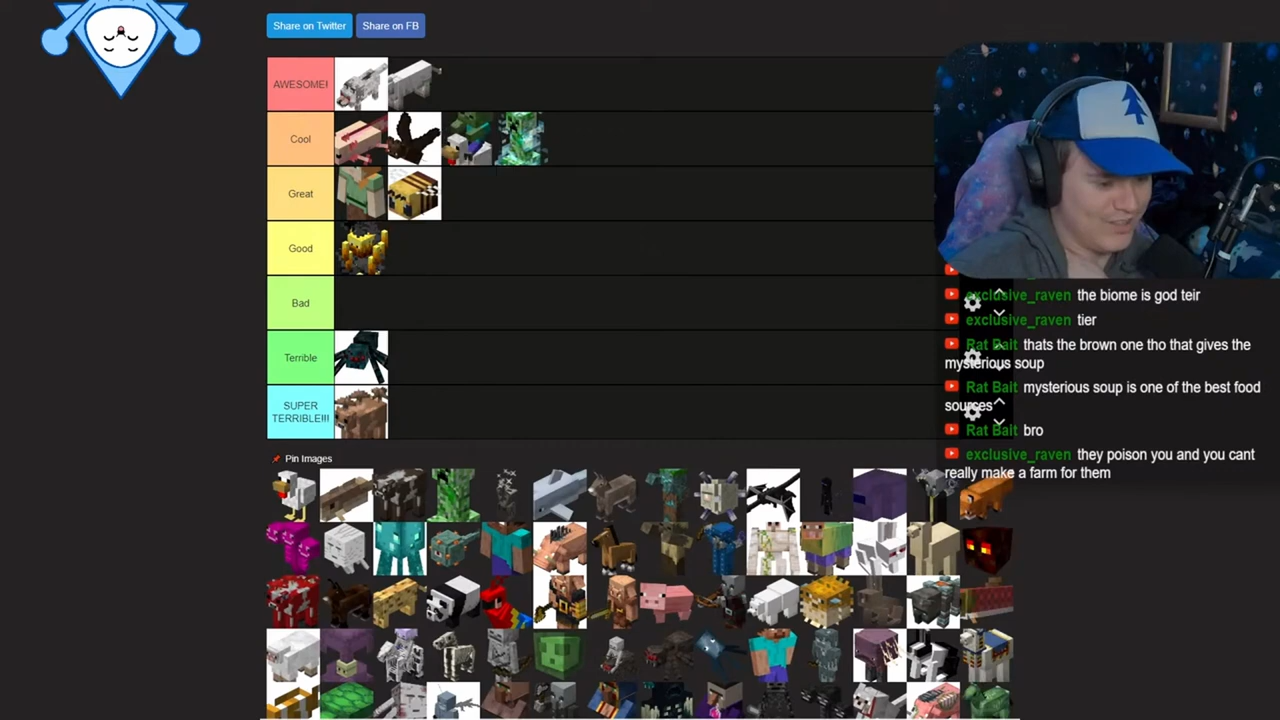 Share on Twitter Share on FB
AWESOME!
Cool
Great
Good
Bad
Terrible
SUPER
TERRIBLE!!!
Pin Images
exclusive_raven the biome is god teir
exclusive_raven tier
Rat Bait thats the brown one tho that gives the
mysterious soup
Rat Bait mysterious soup is one of the best food
sources
Rat Bait bro
exclusive_raven they poison you and you cant
really make a farm for them